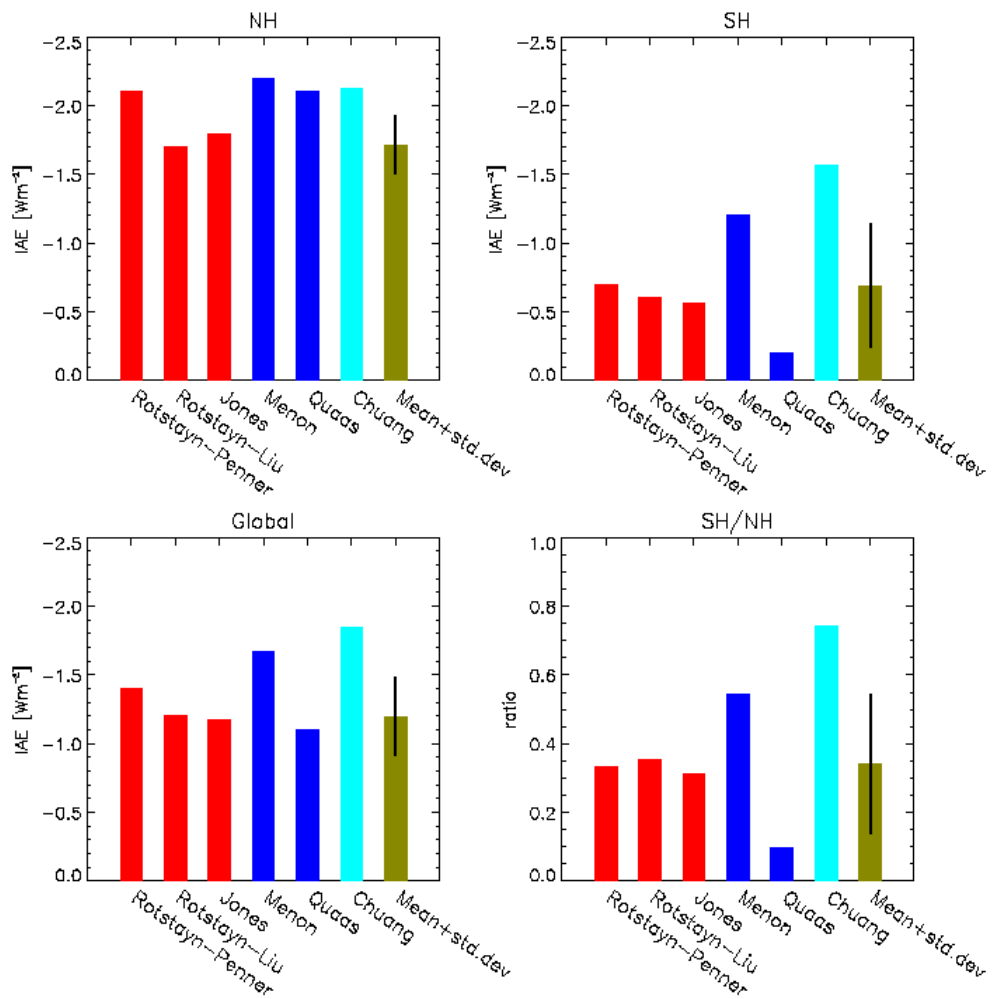 NH
-2.5
-2.0
-1.5
-1.0
-0.5
0.0
IAE [Wm⁻²]
Rotstayn-Penner
Rotstayn-Liu
Jones
Menon
Quaas
Chuang
Mean+std.dev
SH
-2.5
-2.0
-1.5
-1.0
-0.5
0.0
IAE [Wm⁻²]
Rotstayn-Penner
Rotstayn-Liu
Jones
Menon
Quaas
Chuang
Mean+std.dev
Global
-2.5
-2.0
-1.5
-1.0
-0.5
0.0
IAE [Wm⁻²]
Rotstayn-Penner
Rotstayn-Liu
Jones
Menon
Quaas
Chuang
Mean+std.dev
SH/NH
1.0
0.8
0.6
0.4
0.2
0.0
ratio
Rotstayn-Penner
Rotstayn-Liu
Jones
Menon
Quaas
Chuang
Mean+std.dev